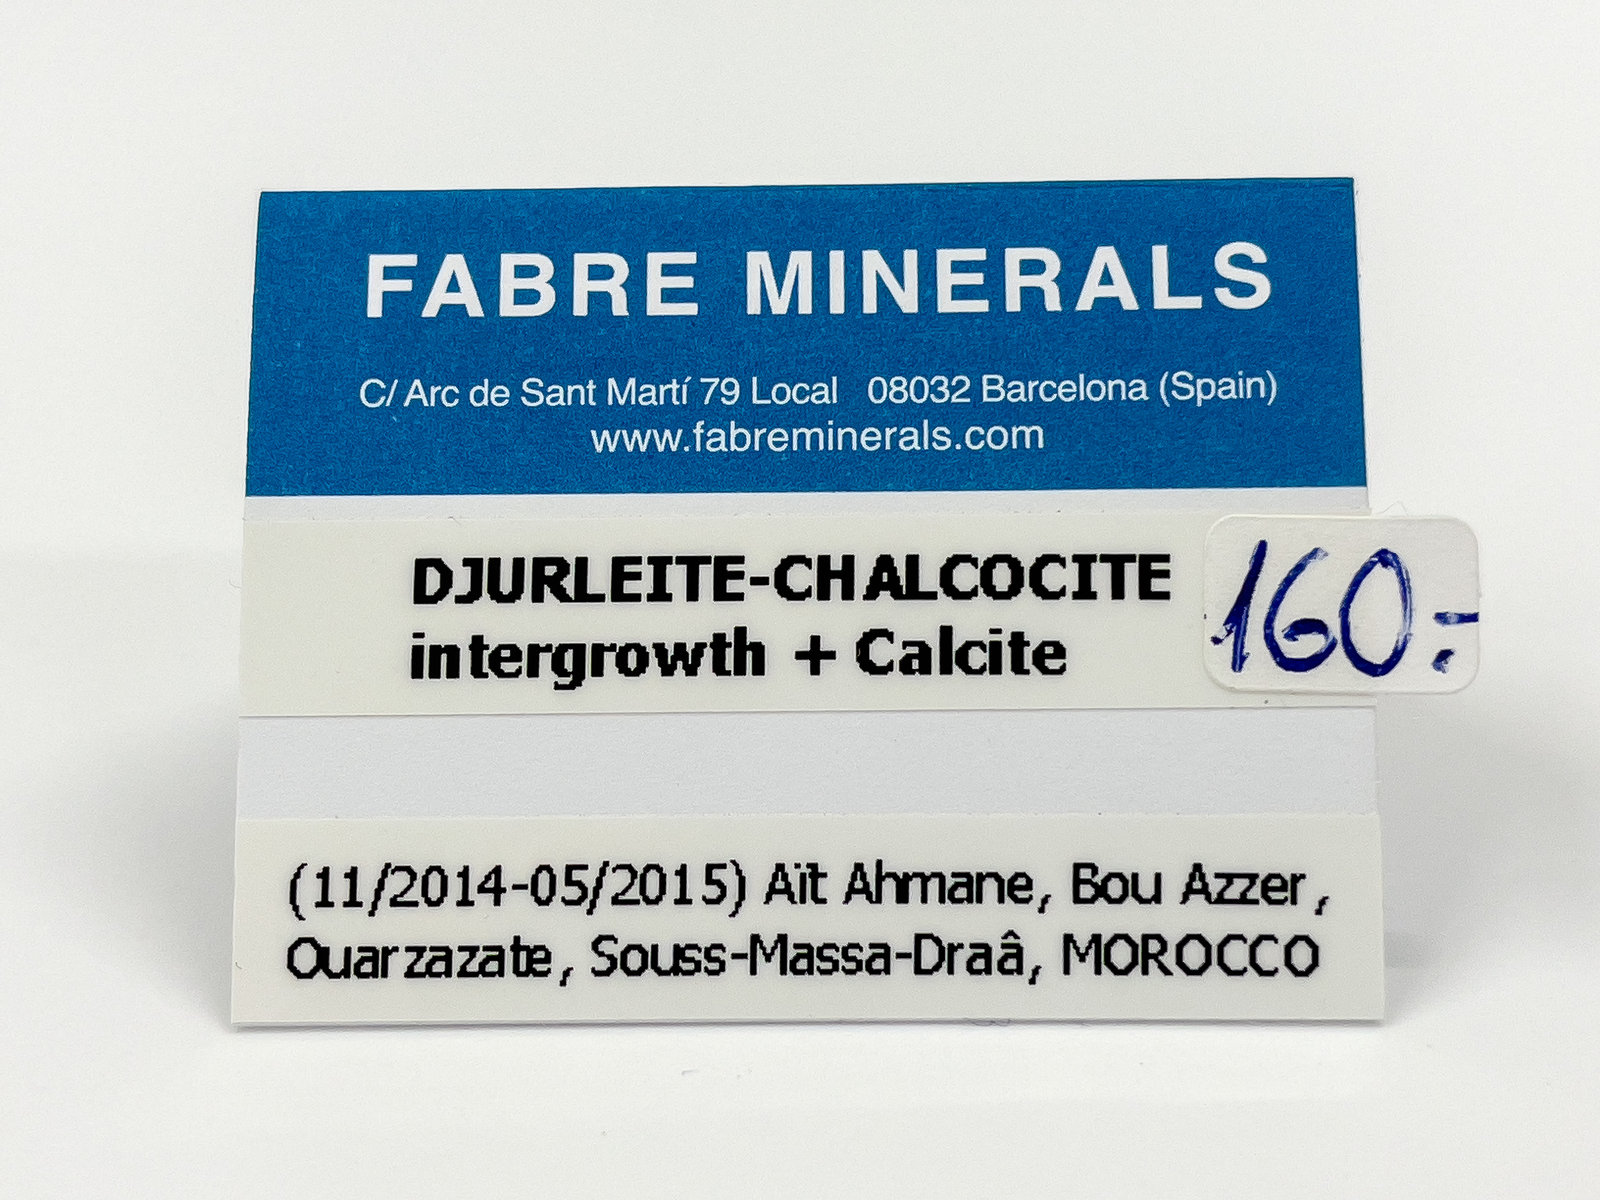 FABRE MINERALS
C/ Arc de Sant Martí 79 Local 08032 Barcelona (Spain)
www.fabreminerals.com
DJURLEITE-CHALCOCITE
intergrowth + Calcite
160.-
(11/2014-05/2015) Aït Ahmane, Bou Azzer,
Ouarzazate, Souss-Massa-Draâ, MOROCCO